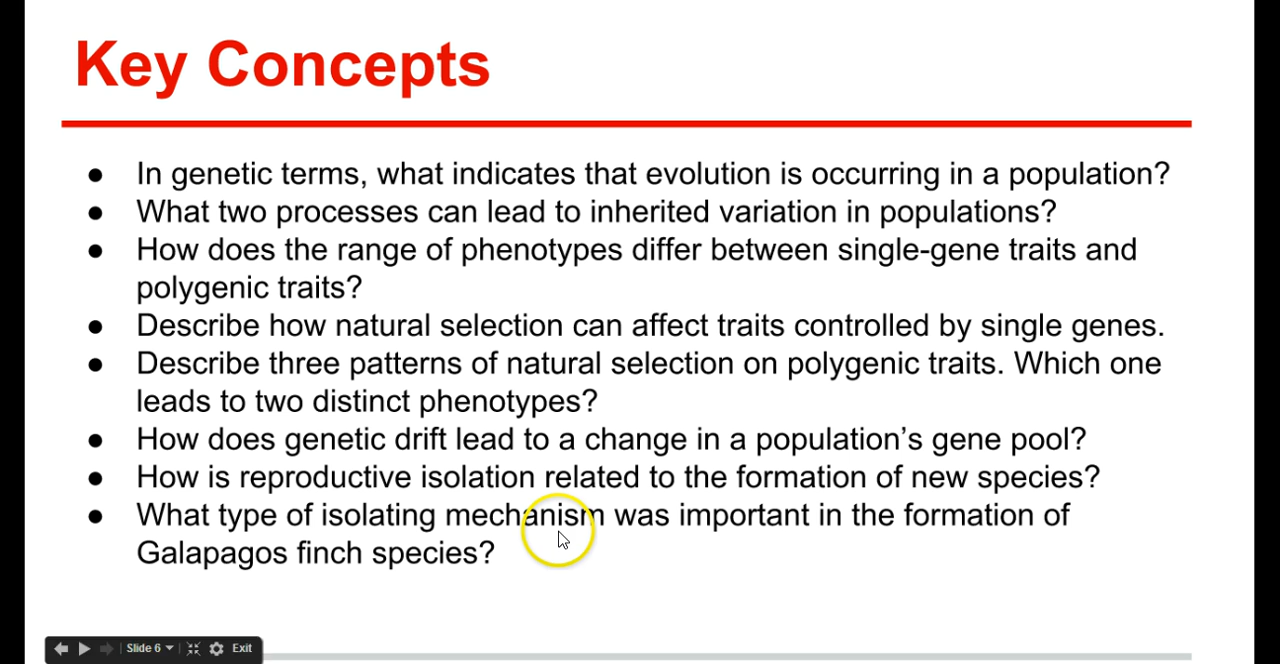 Key Concepts
● In genetic terms, what indicates that evolution is occurring in a population?
● What two processes can lead to inherited variation in populations?
● How does the range of phenotypes differ between single-gene traits and
polygenic traits?
● Describe how natural selection can affect traits controlled by single genes.
● Describe three patterns of natural selection on polygenic traits. Which one
leads to two distinct phenotypes?
● How does genetic drift lead to a change in a population’s gene pool?
● How is reproductive isolation related to the formation of new species?
● What type of isolating mechanism was important in the formation of
Galapagos finch species?
Slide 6 Exit